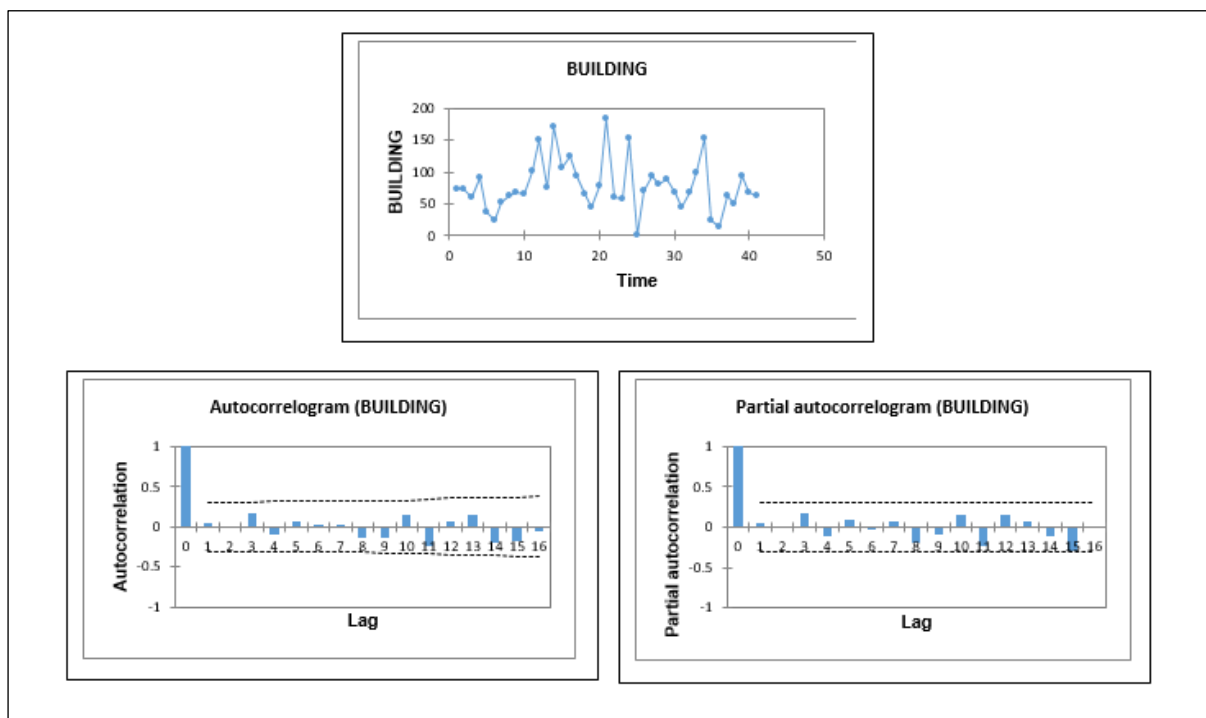 BUILDING
200
150
100
50
0
BUILDING
0 10 20 30 40 50
Time
Autocorrelogram (BUILDING)
1
0.5
0
-0.5
-1
Autocorrelation
0 1 2 3 4 5 6 7 8 9 10 11 12 13 14 15 16
Lag
Partial autocorrelogram (BUILDING)
1
0.5
0
-0.5
-1
Partial autocorrelation
0 1 2 3 4 5 6 7 8 9 10 11 12 13 14 15 16
Lag